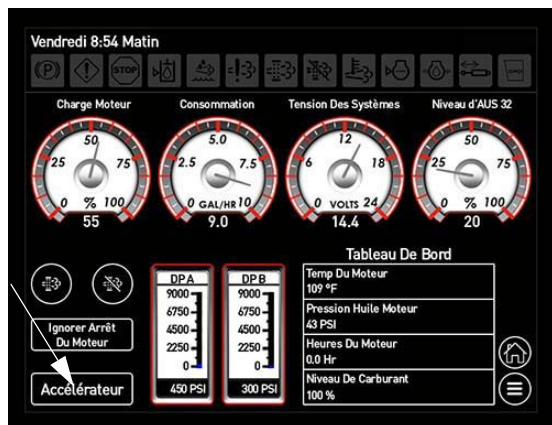 Vendredi 8:54 Matin
STOP
Charge Moteur
Consommation
Tension Des Systèmes
Niveau d'AUS 32
50
25 75
0 % 100
55
5.0
2.5 7.5
0 GAL/HR 10
9.0
12
6 18
0 VOLTS 24
14.4
50
25 75
0 % 100
20
Tableau De Bord
DPA
9000
6750
4500
2250
0
450 PSI
DPB
9000
6750
4500
2250
0
300 PSI
Temp Du Moteur
109 °F
Pression Huile Moteur
43 PSI
Heures Du Moteur
0.0 Hr
Niveau De Carburant
100 %
Ignorer Arrêt
Du Moteur
Accélérateur